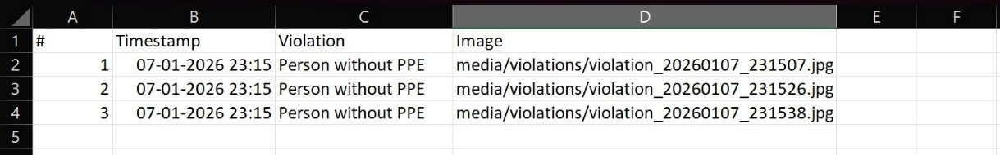 A B C D E F
1 # Timestamp Violation Image
2 1 07-01-2026 23:15 Person without PPE media/violations/violation_20260107_231507.jpg
3 2 07-01-2026 23:15 Person without PPE media/violations/violation_20260107_231526.jpg
4 3 07-01-2026 23:15 Person without PPE media/violations/violation_20260107_231538.jpg
5